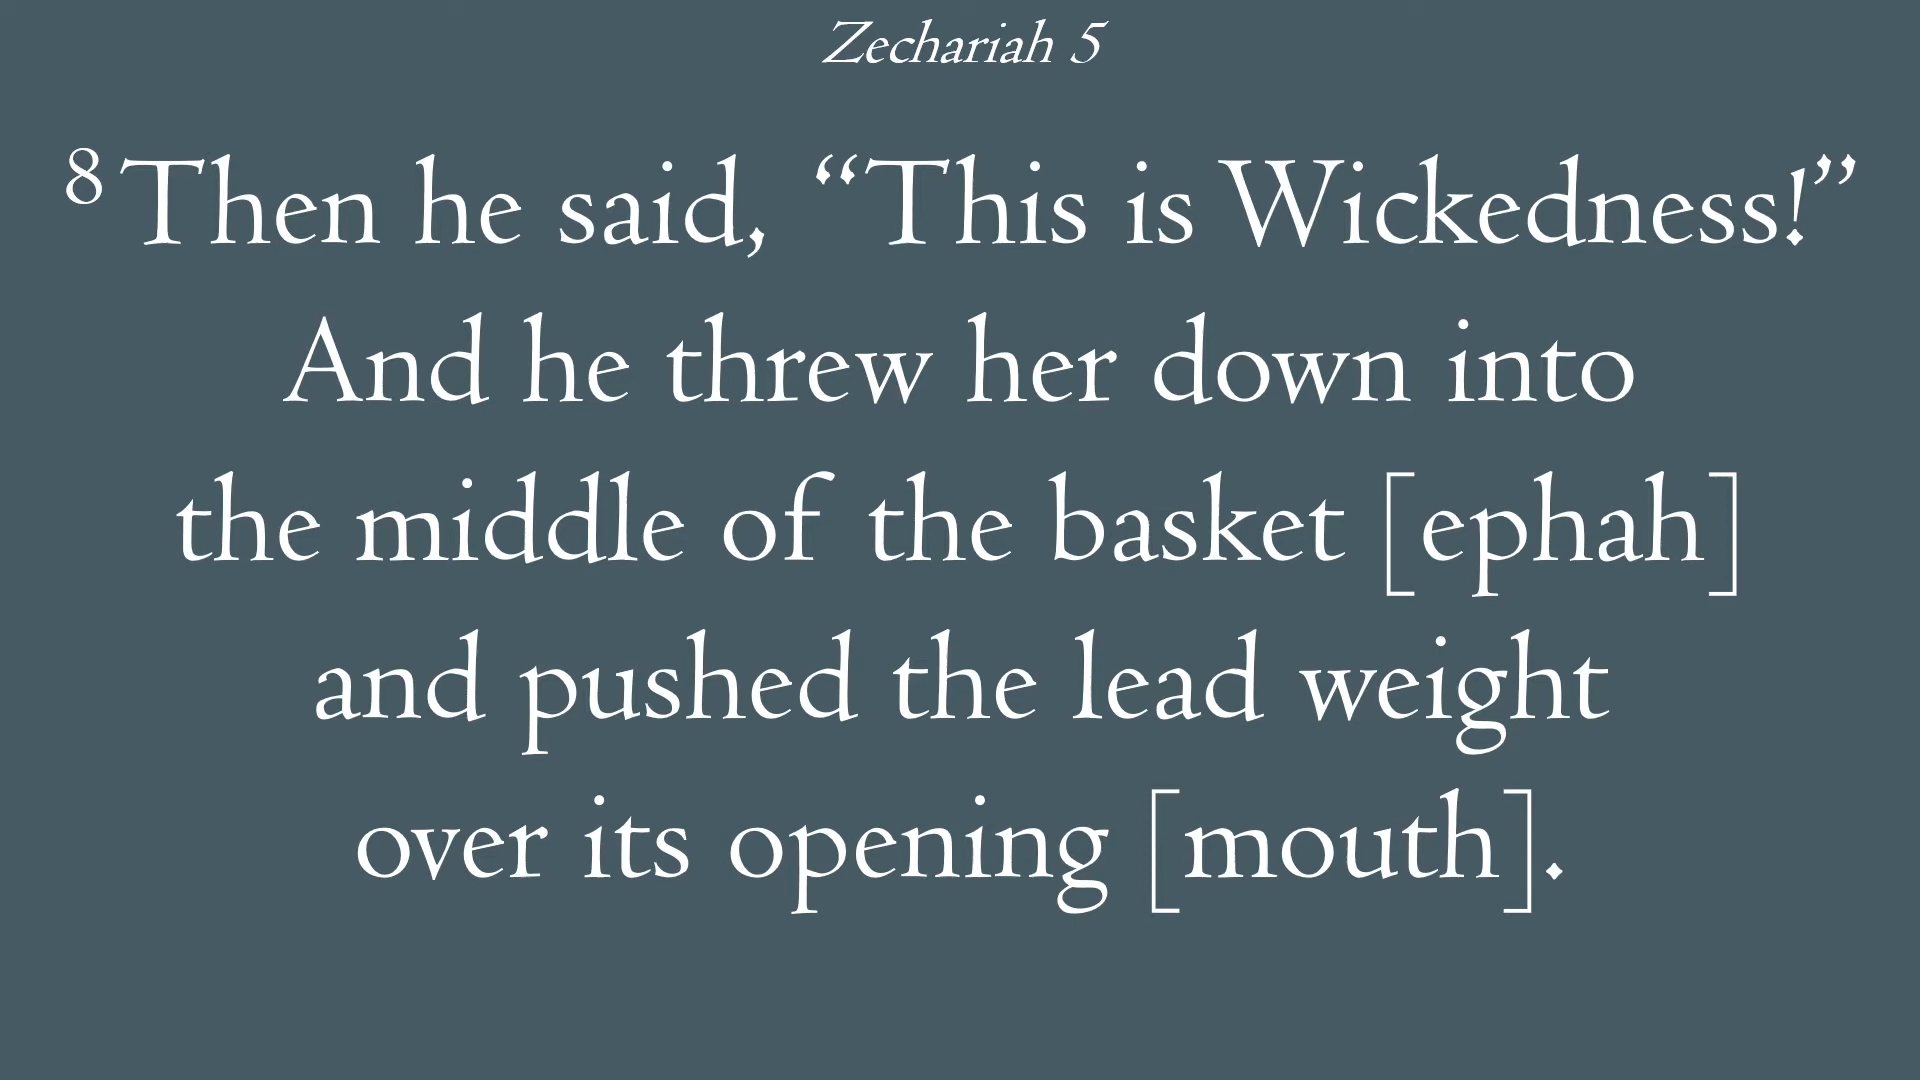 Zechariah 5
8 Then he said, “This is Wickedness!”
And he threw her down into
the middle of the basket [ephah]
and pushed the lead weight
over its opening [mouth].